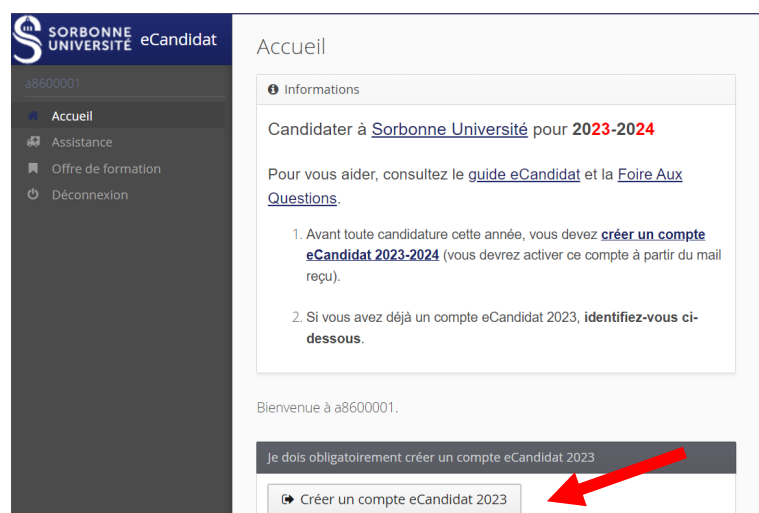 SORBONNE
UNIVERSITÉ
eCandidat
a8600001
Accueil
Assistance
Offre de formation
Déconnexion
Accueil
Informations
Candidater à Sorbonne Université pour 2023-2024
Pour vous aider, consultez le guide eCandidat et la Foire Aux
Questions.
1. Avant toute candidature cette année, vous devez créer un compte
eCandidat 2023-2024 (vous devrez activer ce compte à partir du mail
reçu).
2. Si vous avez déjà un compte eCandidat 2023, identifiez-vous ci-
dessous.
Bienvenue à a8600001.
Je dois obligatoirement créer un compte eCandidat 2023
Créer un compte eCandidat 2023